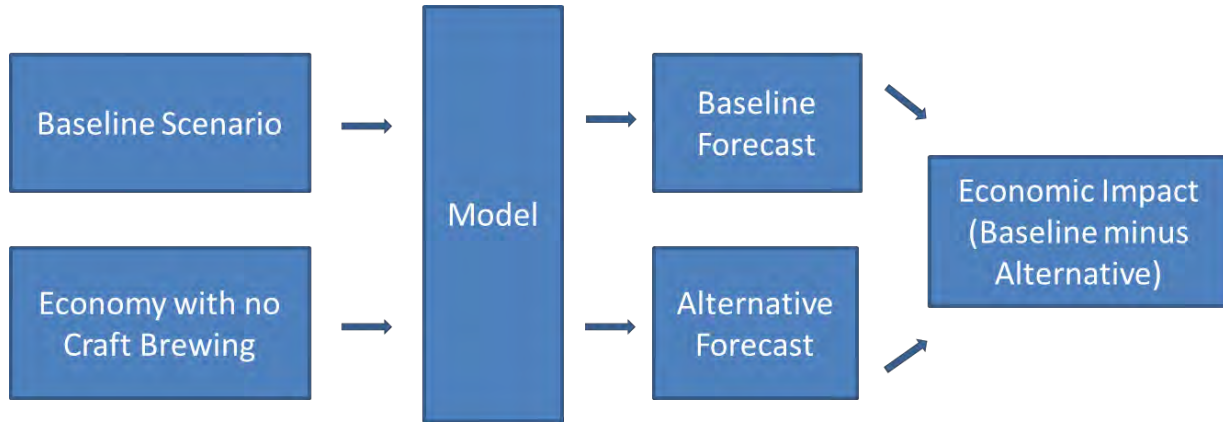 Baseline Scenario
Economy with no
Craft Brewing
Model
Baseline
Forecast
Alternative
Forecast
Economic Impact
(Baseline minus
Alternative)